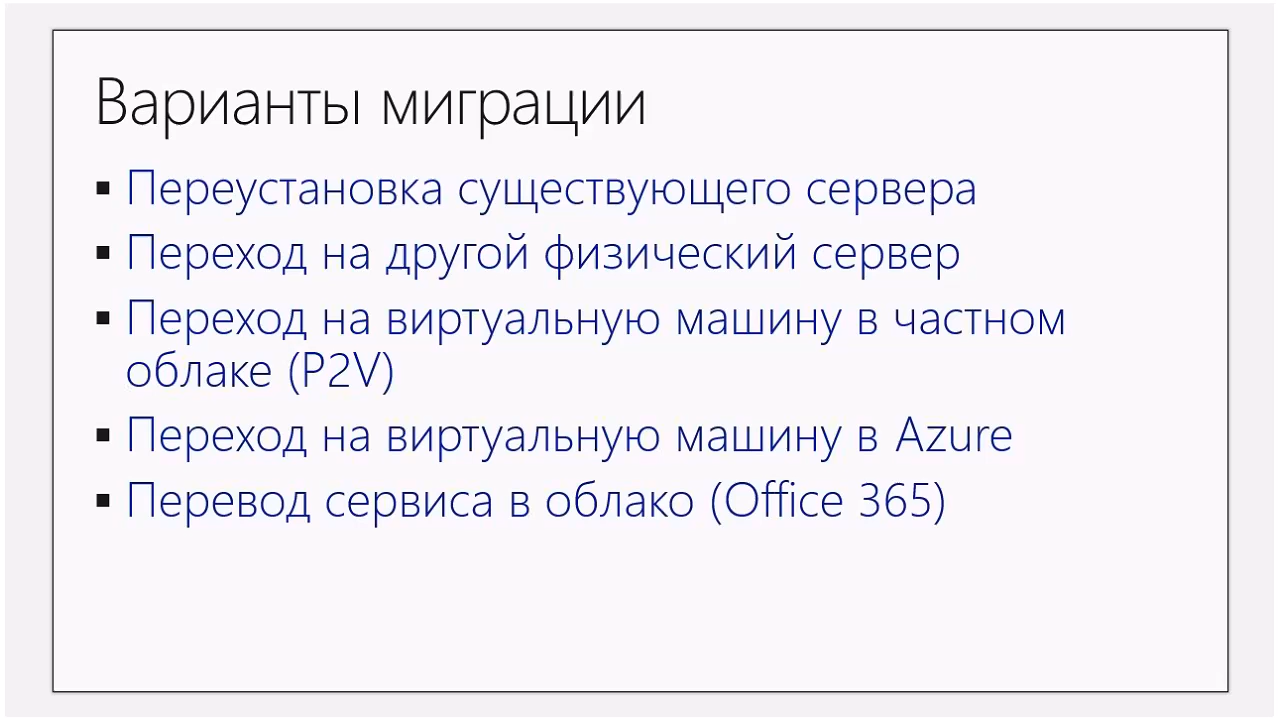 Варианты миграции
▪ Переустановка существующего сервера
▪ Переход на другой физический сервер
▪ Переход на виртуальную машину в частном
облаке (P2V)
▪ Переход на виртуальную машину в Azure
▪ Перевод сервиса в облако (Office 365)